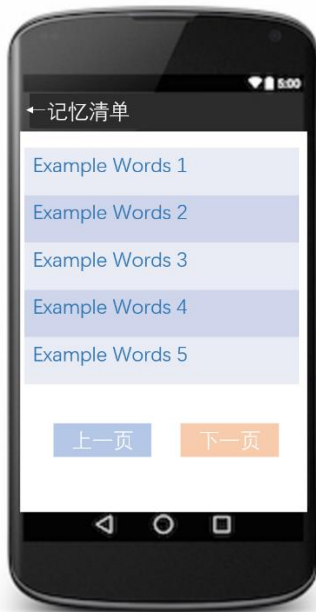 5:00
←记忆清单
Example Words 1
Example Words 2
Example Words 3
Example Words 4
Example Words 5
上一页 下一页